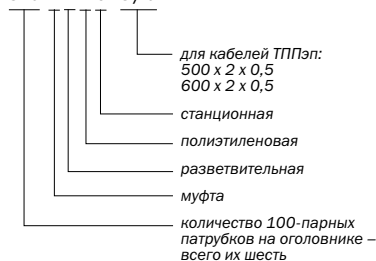 для кабелей ТППэп:
500 х 2 х 0,5
600 х 2 х 0,5
станционная
полиэтиленовая
разветвительная
муфта
количество 100-парных
патрубков на оголовнике –
всего их шесть